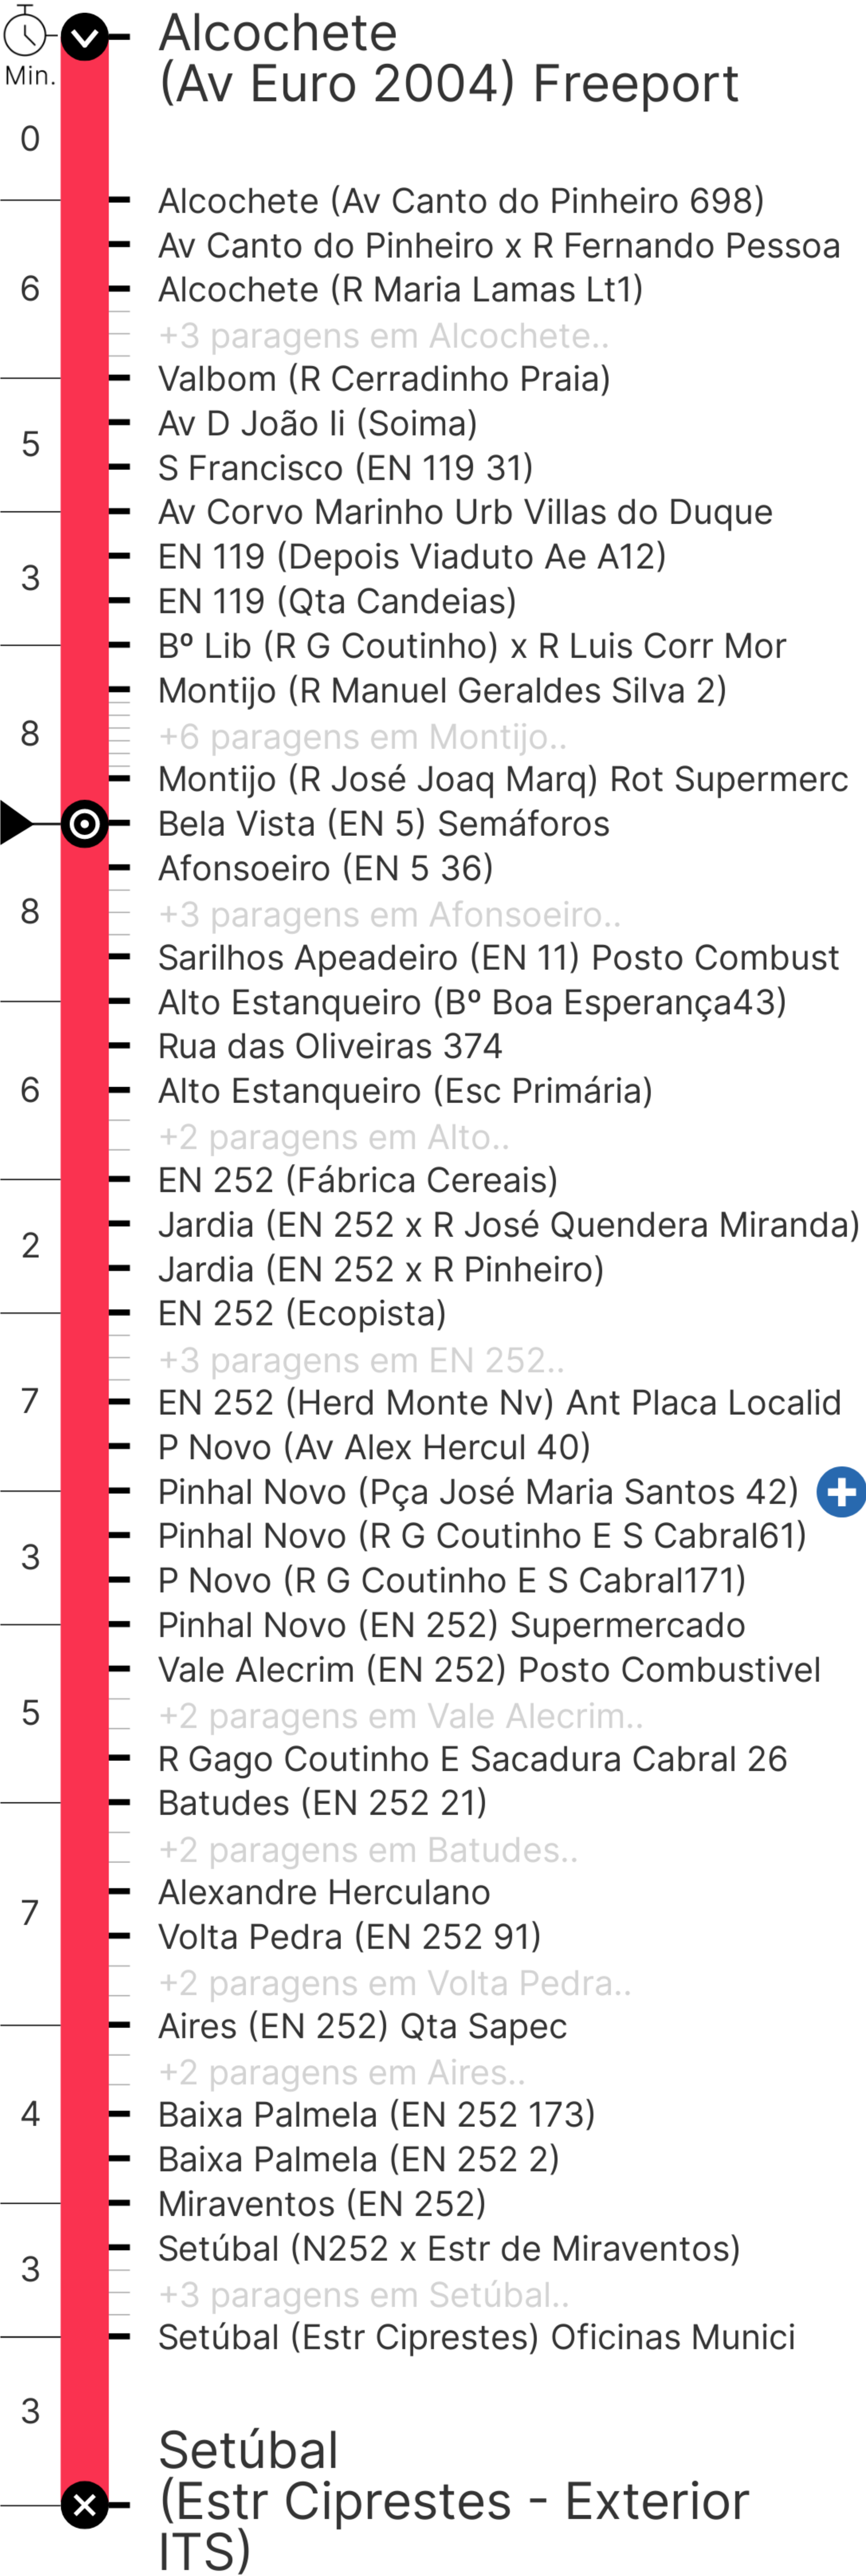 Min.
Alcochete
(Av Euro 2004) Freeport
0
Alcochete (Av Canto do Pinheiro 698)
Av Canto do Pinheiro x R Fernando Pessoa
6
Alcochete (R Maria Lamas Lt1)
+3 paragens em Alcochete..
Valbom (R Cerradinho Praia)
Av D João Ii (Soima)
5
S Francisco (EN 119 31)
Av Corvo Marinho Urb Villas do Duque
EN 119 (Depois Viaduto Ae A12)
3
EN 119 (Qta Candeias)
Bº Lib (R G Coutinho) x R Luis Corr Mor
Montijo (R Manuel Geraldes Silva 2)
8
+6 paragens em Montijo..
Montijo (R José Joaq Marq) Rot Supermerc
Bela Vista (EN 5) Semáforos
Afonsoeiro (EN 5 36)
8
+3 paragens em Afonsoeiro..
Sarilhos Apeadeiro (EN 11) Posto Combust
Alto Estanqueiro (Bº Boa Esperança43)
Rua das Oliveiras 374
6
Alto Estanqueiro (Esc Primária)
+2 paragens em Alto..
EN 252 (Fábrica Cereais)
Jardia (EN 252 x R José Quendera Miranda)
2
Jardia (EN 252 x R Pinheiro)
EN 252 (Ecopista)
+3 paragens em EN 252..
7
EN 252 (Herd Monte Nv) Ant Placa Localid
P Novo (Av Alex Hercul 40)
Pinhal Novo (Pça José Maria Santos 42)
Pinhal Novo (R G Coutinho E S Cabral61)
3
P Novo (R G Coutinho E S Cabral171)
Pinhal Novo (EN 252) Supermercado
Vale Alecrim (EN 252) Posto Combustivel
5
+2 paragens em Vale Alecrim..
R Gago Coutinho E Sacadura Cabral 26
Batudes (EN 252 21)
+2 paragens em Batudes..
Alexandre Herculano
7
Volta Pedra (EN 252 91)
+2 paragens em Volta Pedra..
Aires (EN 252) Qta Sapec
+2 paragens em Aires..
4
Baixa Palmela (EN 252 173)
Baixa Palmela (EN 252 2)
Miraventos (EN 252)
Setúbal (N252 x Estr de Miraventos)
3
+3 paragens em Setúbal..
Setúbal (Estr Ciprestes) Oficinas Munici
3
Setúbal
(Estr Ciprestes - Exterior
ITS)